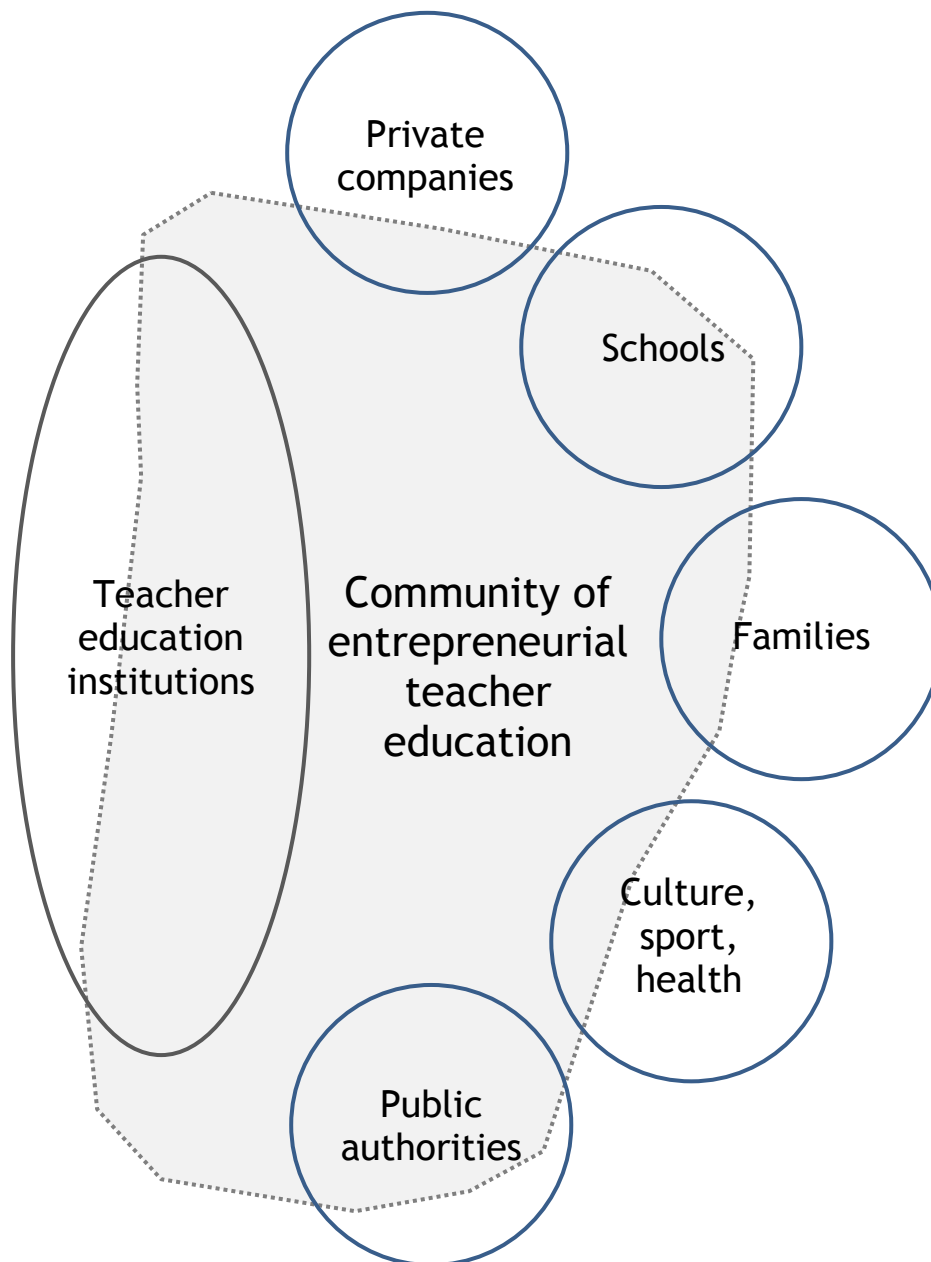 Private
companies
Schools
Teacher
education
institutions
Community of
entrepreneurial
teacher
education
Families
Culture,
sport,
health
Public
authorities